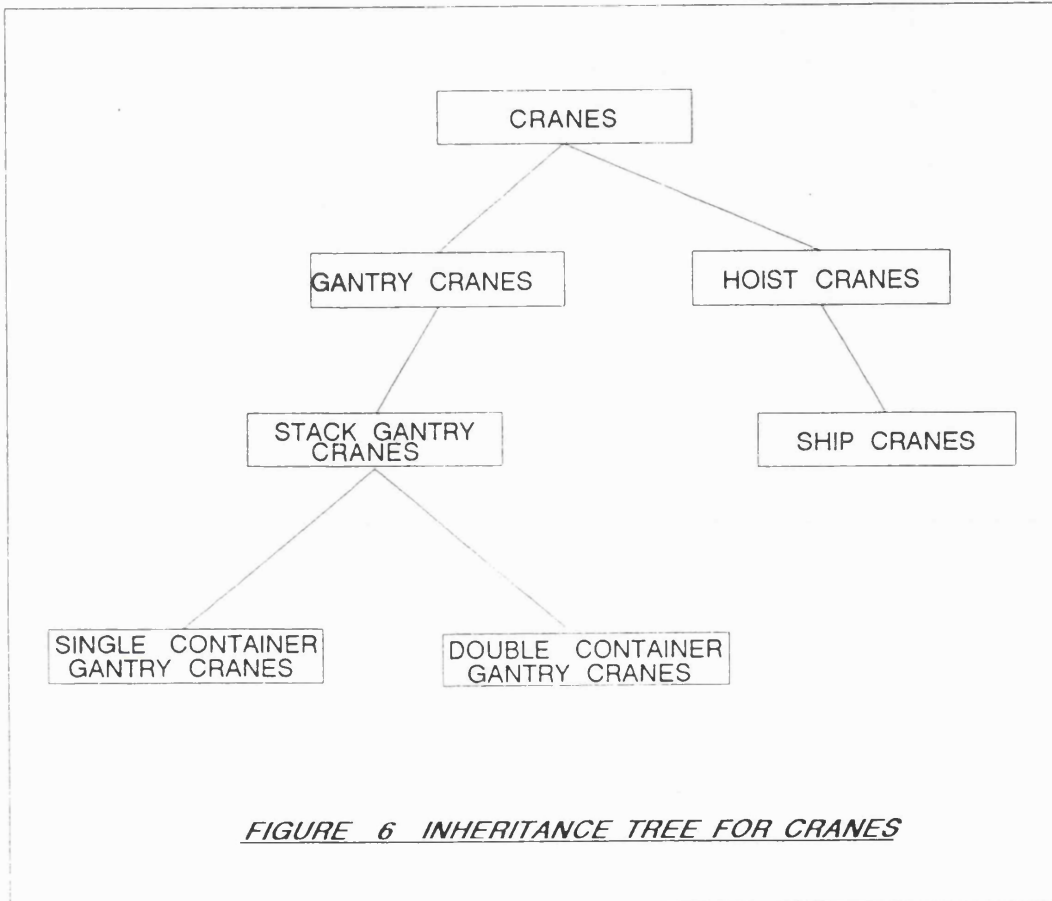 CRANES
GANTRY CRANES
HOIST CRANES
STACK GANTRY
CRANES
SHIP CRANES
SINGLE CONTAINER
GANTRY CRANES
DOUBLE CONTAINER
GANTRY CRANES
FIGURE 6 INHERITANCE TREE FOR CRANES